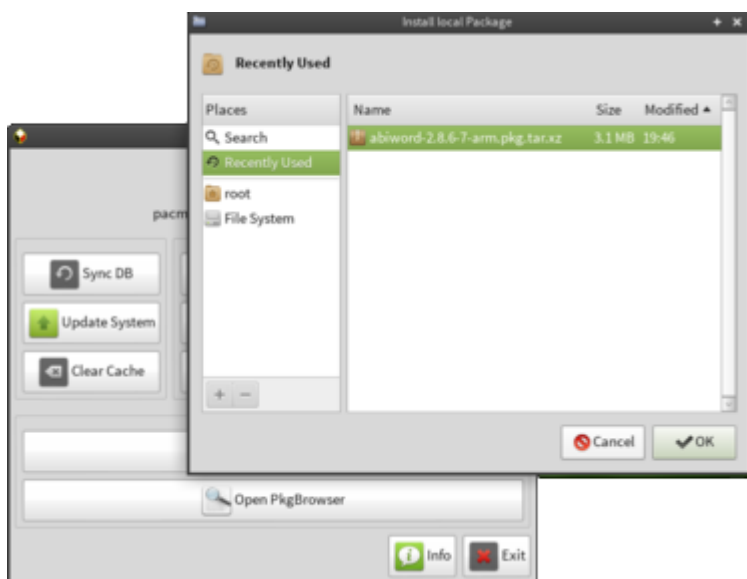 Install local Package
Recently Used
Places
Name Size Modified
Search
abiword-2.8.6-7-arm.pkg.tar.xz 3.1 MB 19:46
Recently Used
root
File System
Cancel
OK
pacm
Sync DB
Update System
Clear Cache
Open PkgBrowser
Info
Exit